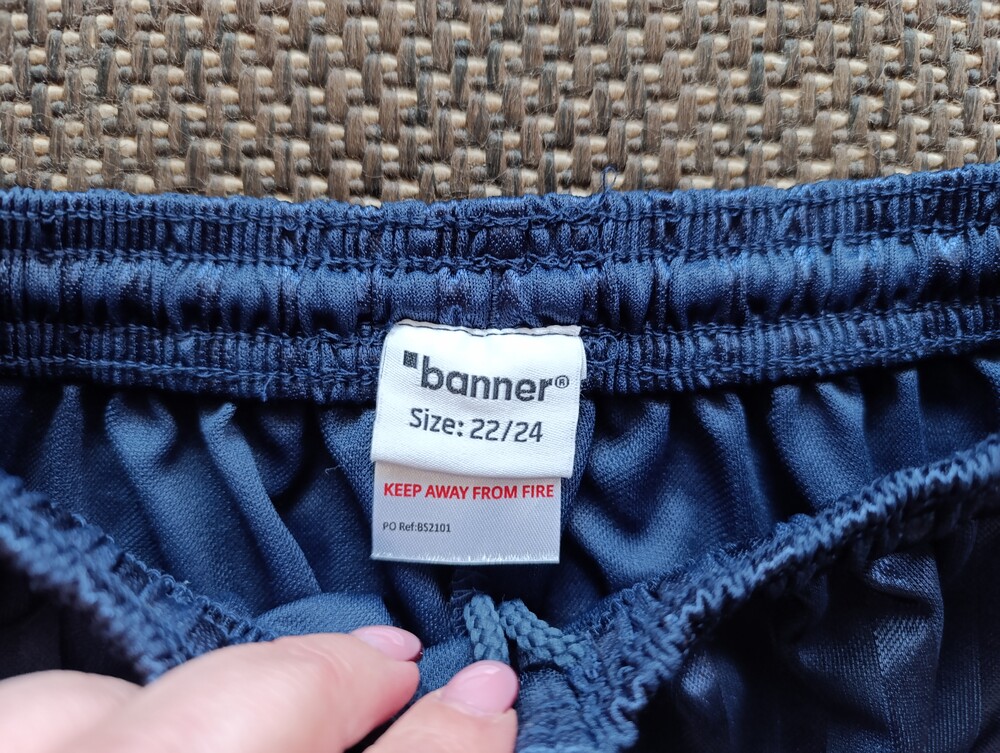 banner®
Size: 22/24
KEEP AWAY FROM FIRE
PO Ref:BS2101